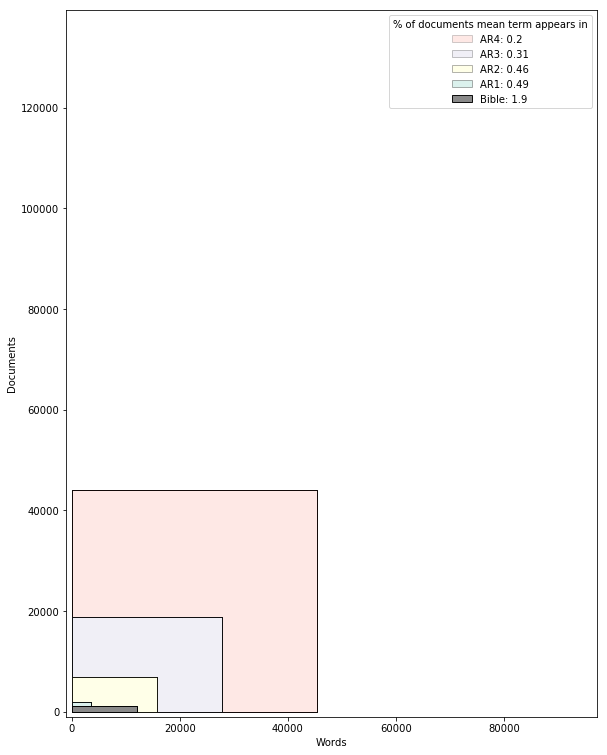 % of documents mean term appears in
AR4: 0.2
AR3: 0.31
AR2: 0.46
AR1: 0.49
Bible: 1.9
120000
100000
80000
60000
40000
20000
0
Documents
0 20000 40000 60000 80000
Words